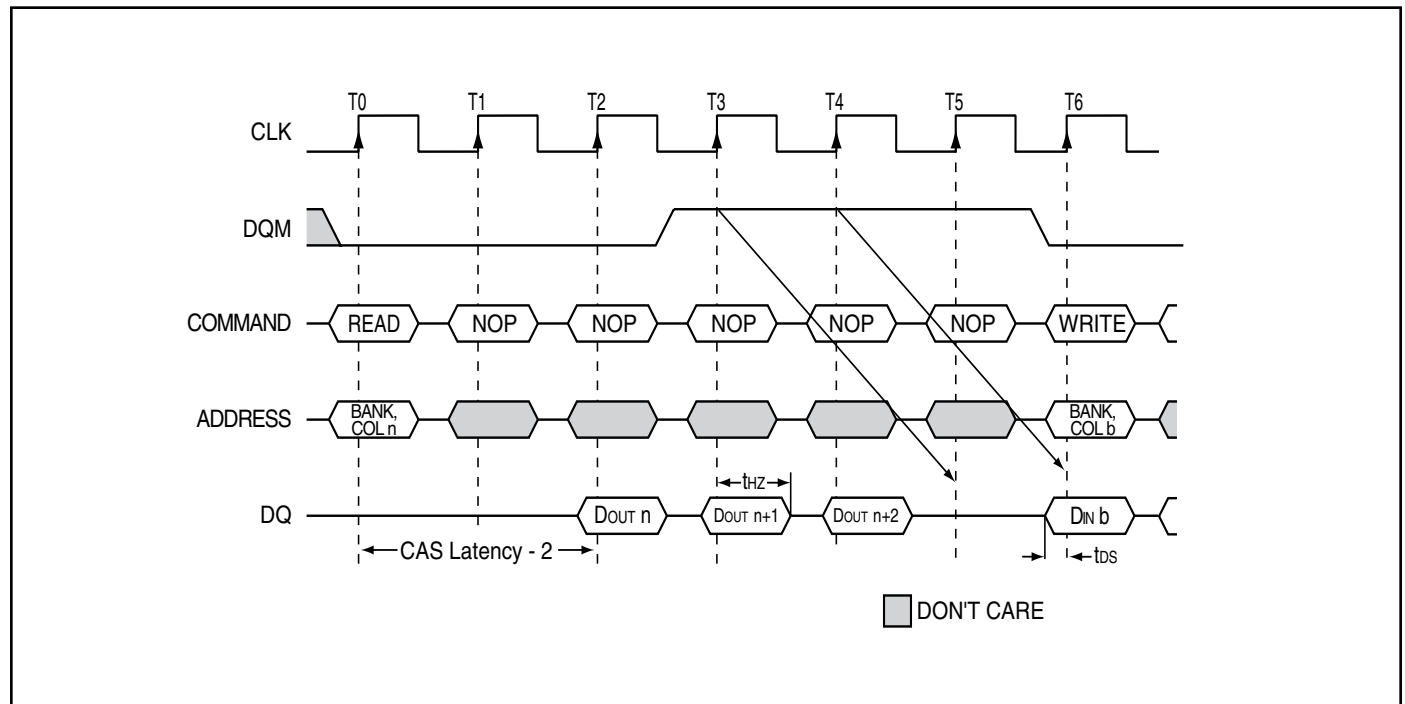 T0 T1 T2 T3 T4 T5 T6
CLK
DQM
COMMAND READ NOP NOP NOP NOP NOP WRITE
ADDRESS BANK, COL n BANK, COL b
tHZ
DQ DOUT n DOUT n+1 DOUT n+2 DIN b
CAS Latency - 2 tDS
DON'T CARE